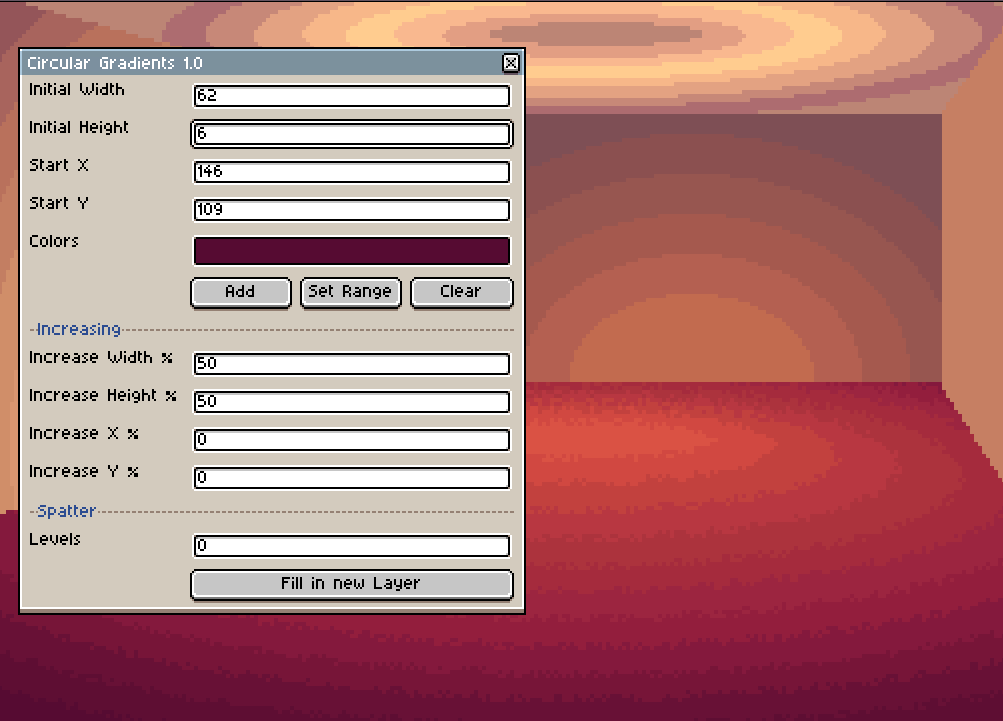 Circular Gradients 1.0
Initial Width 62
Initial Height 6
Start X 146
Start Y 109
Colors
Add Set Range Clear
Increasing
Increase Width % 50
Increase Height % 50
Increase X % 0
Increase Y % 0
Spatter
Levels 0
Fill in new Layer